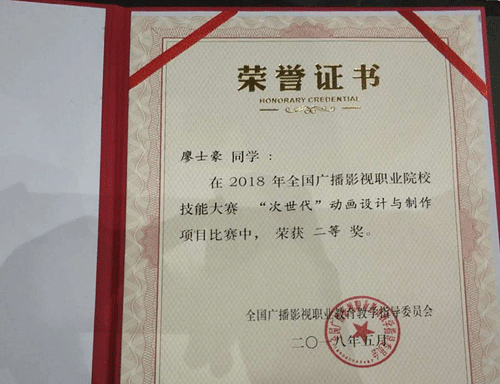 荣誉证书
HONORARY CREDENTIAL
廖士豪 同学：
在 2018 年全国广播影视职业院校
技能大赛 “次世代”动画设计与制作
项目比赛中，荣获 二等 奖。
全国广播影视职业教育教学指导委员会
二〇一八年五月